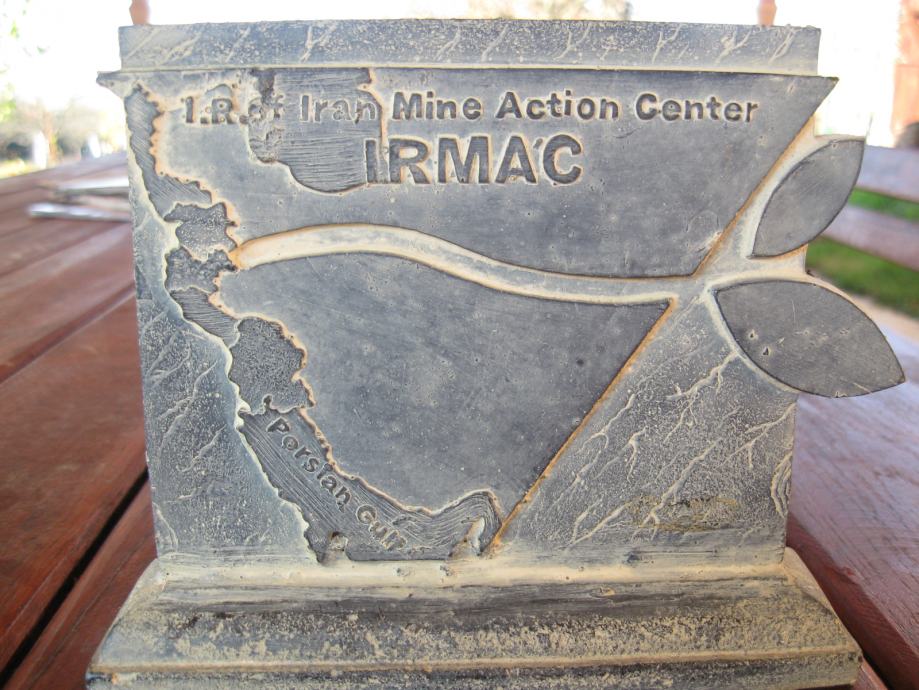 I.R.of Iran Mine Action Center
IRMAC
Persian Gulf